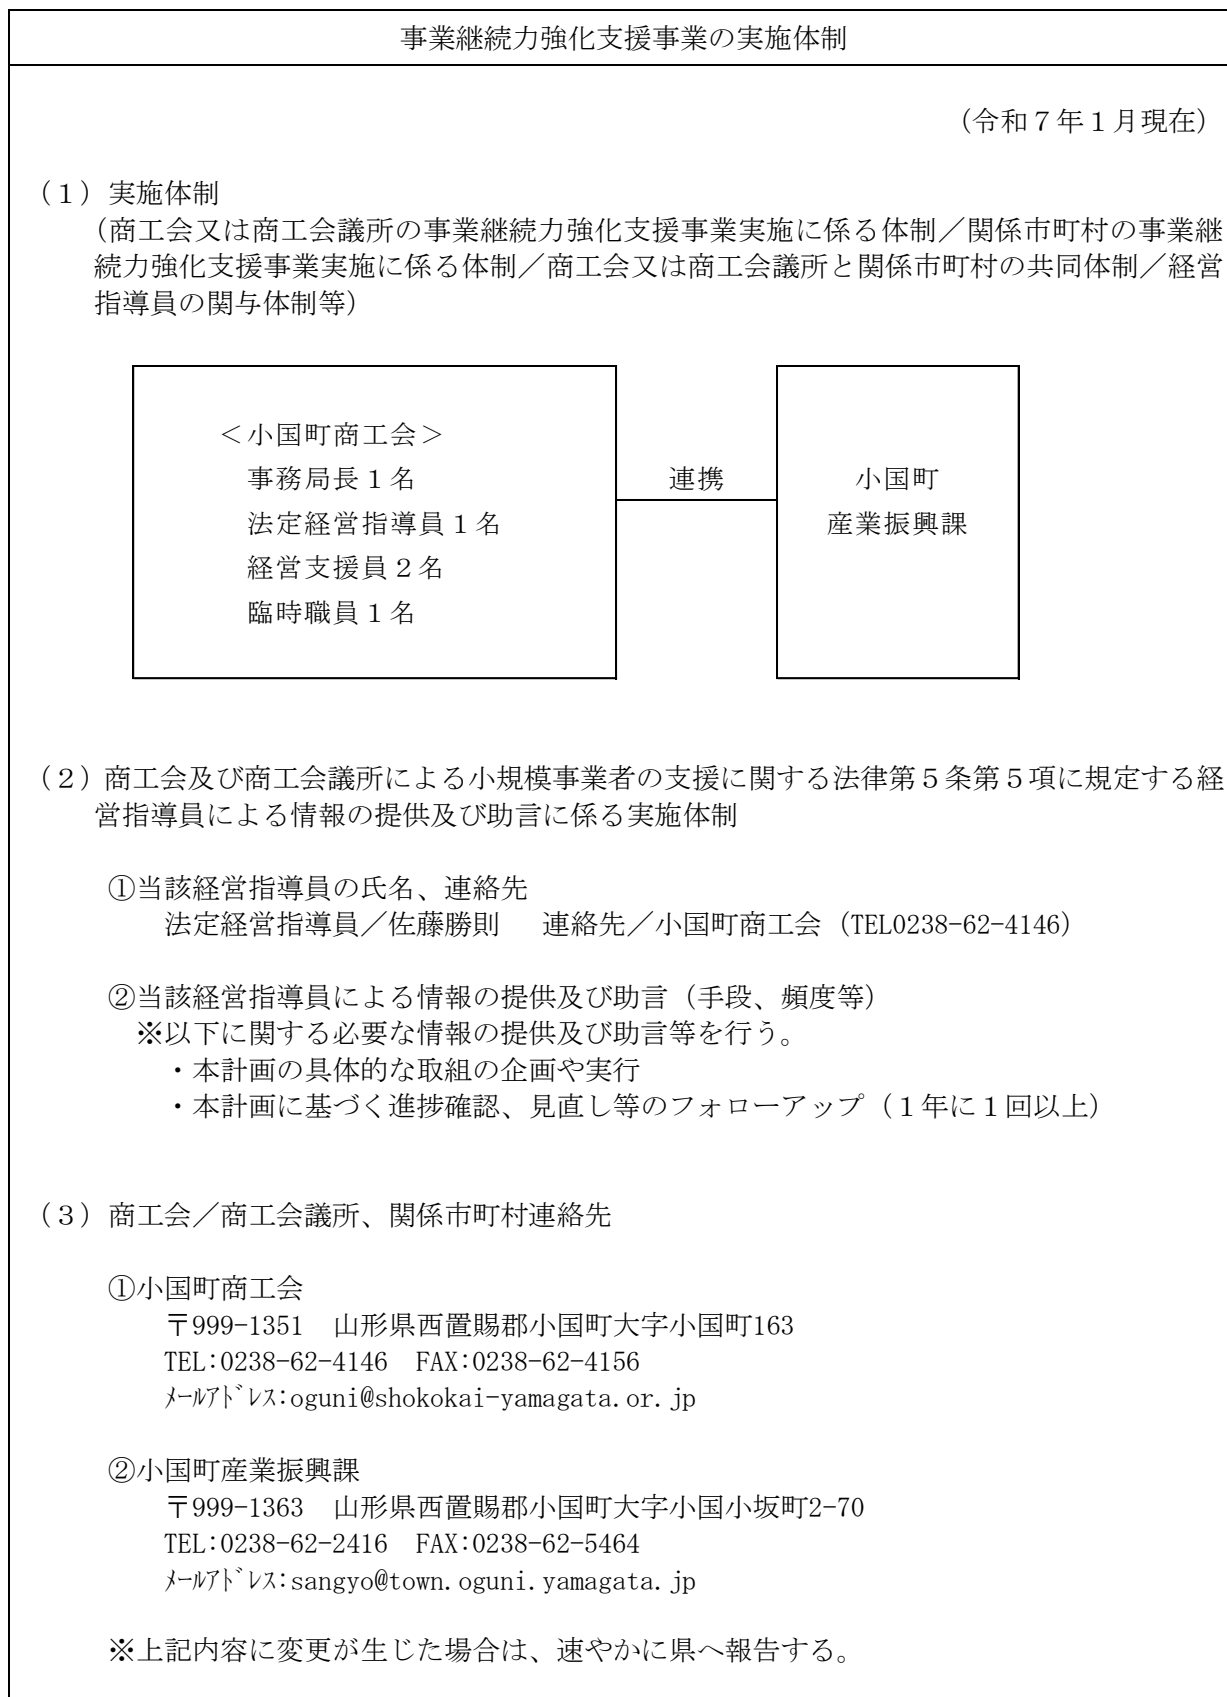 事業継続力強化支援事業の実施体制
（令和７年１月現在）
（１）実施体制
（商工会又は商工会議所の事業継続力強化支援事業実施に係る体制／関係市町村の事業継
続力強化支援事業実施に係る体制／商工会又は商工会議所と関係市町村の共同体制／経営
指導員の関与体制等）
＜小国町商工会＞
事務局長１名
法定経営指導員１名
経営支援員２名
臨時職員１名
連携
小国町
産業振興課
（２）商工会及び商工会議所による小規模事業者の支援に関する法律第５条第５項に規定する経
営指導員による情報の提供及び助言に係る実施体制
①当該経営指導員の氏名、連絡先
法定経営指導員／佐藤勝則　連絡先／小国町商工会（TEL0238-62-4146）
②当該経営指導員による情報の提供及び助言（手段、頻度等）
※以下に関する必要な情報の提供及び助言等を行う。
・本計画の具体的な取組の企画や実行
・本計画に基づく進捗確認、見直し等のフォローアップ（１年に１回以上）
（３）商工会／商工会議所、関係市町村連絡先
①小国町商工会
〒999-1351　山形県西置賜郡小国町大字小国町163
TEL:0238-62-4146　FAX:0238-62-4156
ﾒｰﾙｱﾄﾞﾚｽ:oguni@shokokai-yamagata.or.jp
②小国町産業振興課
〒999-1363　山形県西置賜郡小国町大字小国小坂町2-70
TEL:0238-62-2416　FAX:0238-62-5464
ﾒｰﾙｱﾄﾞﾚｽ:sangyo@town.oguni.yamagata.jp
※上記内容に変更が生じた場合は、速やかに県へ報告する。